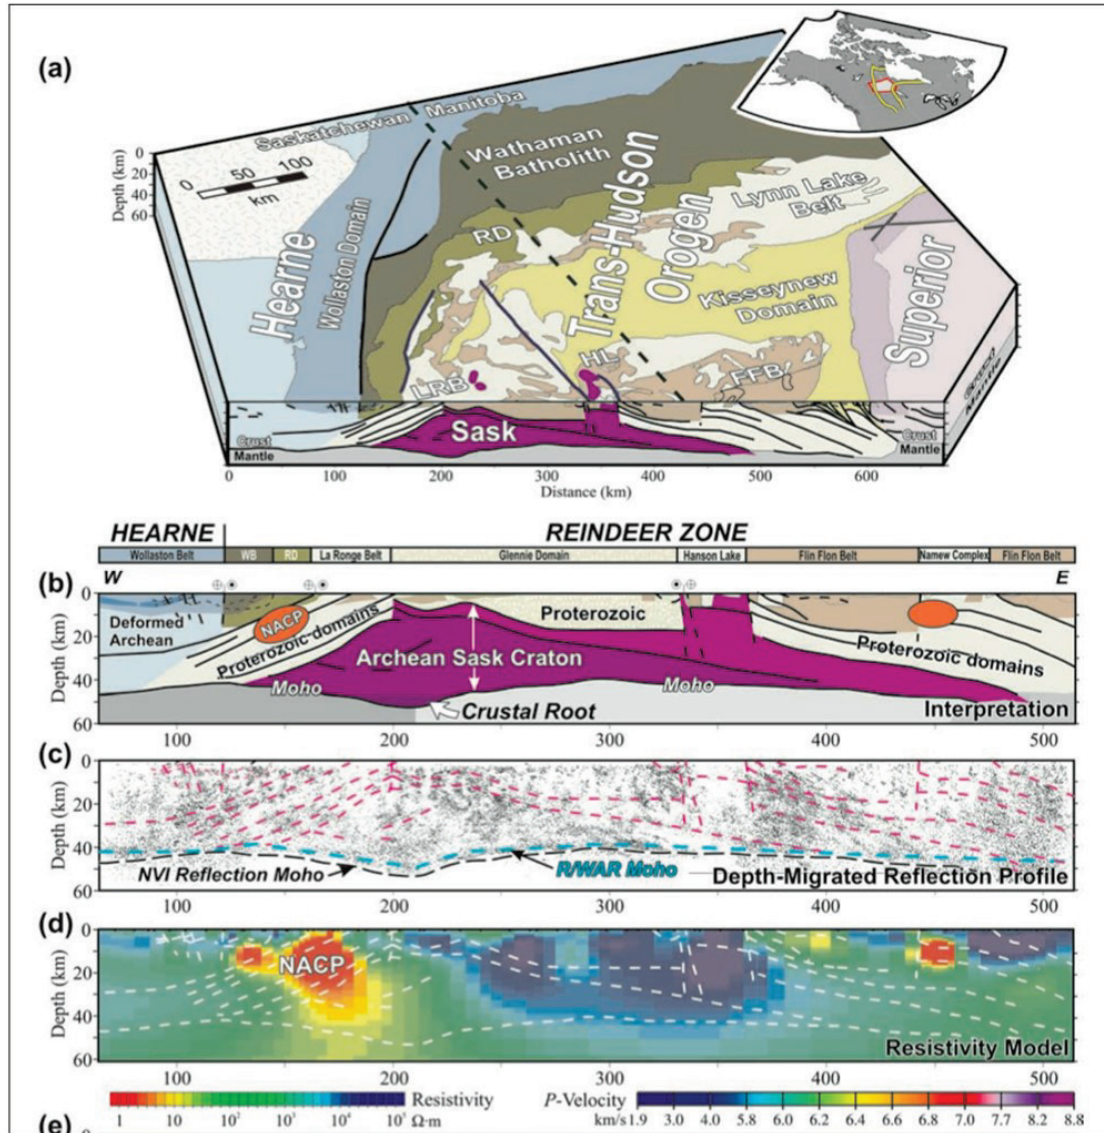 (a)
Saskatchewan
Manitoba
Depth (km)
0
20
40
60
0 50 100
km
Hearne
Wollaston Domain
Wathaman
Batholith
RD
Trans-Hudson
Orogen
Lynn Lake
Belt
Kisseynew
Domain
Superior
LRB
HL
FFB
Sask
Crust
Mantle
Crust
Mantle
Mantle
0 100 200 300 400 500 600
Distance (km)
HEARNE
REINDEER ZONE
Wollaston Belt
WB
RD
La Ronge Belt
Glennie Domain
Hanson Lake
Flin Flon Belt
Namew Complex
Flin Flon Belt
(b)
W
E
Depth (km)
0
20
40
60
Deformed
Archean
NACP
Proterozoic domains
Proterozoic
Archean Sask Craton
Proterozoic domains
Moho
Moho
Crustal Root
Interpretation
100 200 300 400 500
(c)
Depth (km)
0
20
40
60
NVI Reflection Moho
R/WAR Moho
Depth-Migrated Reflection Profile
100 200 300 400 500
(d)
Depth (km)
0
20
40
60
NACP
Resistivity Model
100 200 300 400 500
Resistivity
1 10 10² 10³ 10⁴ 10⁵ Ω·m
P-Velocity
km/s 1.9 3.0 4.0 5.8 6.0 6.2 6.4 6.6 6.8 7.0 7.7 8.2 8.8
(e)